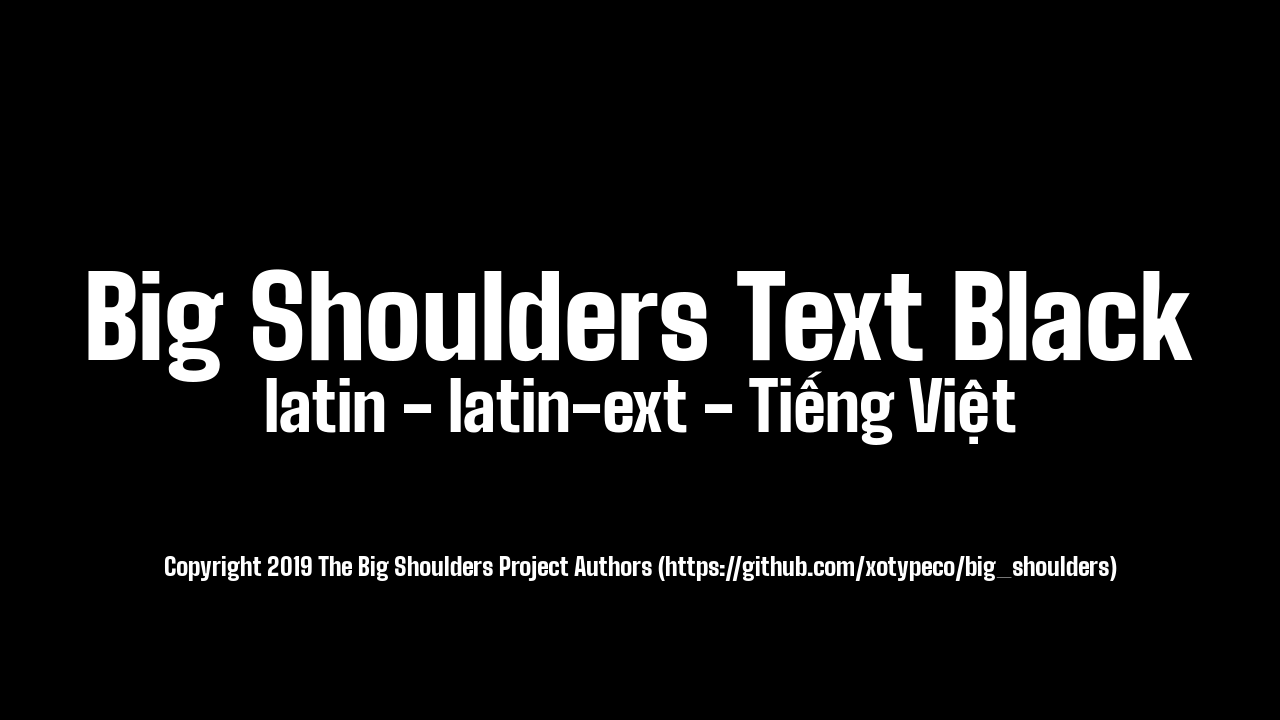 Big Shoulders Text Black
latin - latin-ext - Tiếng Việt
Copyright 2019 The Big Shoulders Project Authors (https://github.com/xotypeco/big_shoulders)